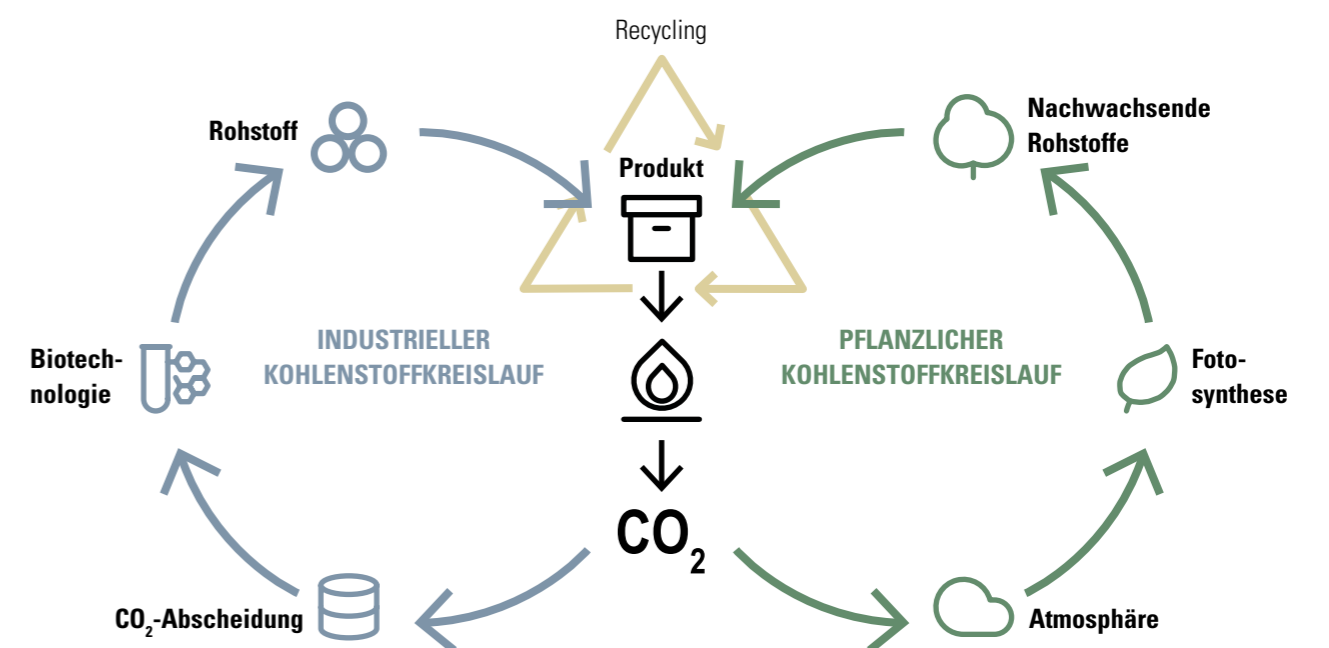 Recycling
Rohstoff
Nachwachsende
Rohstoffe
Produkt
INDUSTRIELLER
KOHLENSTOFFKREISLAUF
PFLANZLICHER
KOHLENSTOFFKREISLAUF
Biotech-
nologie
Foto-
synthese
CO₂
CO₂-Abscheidung
Atmosphäre